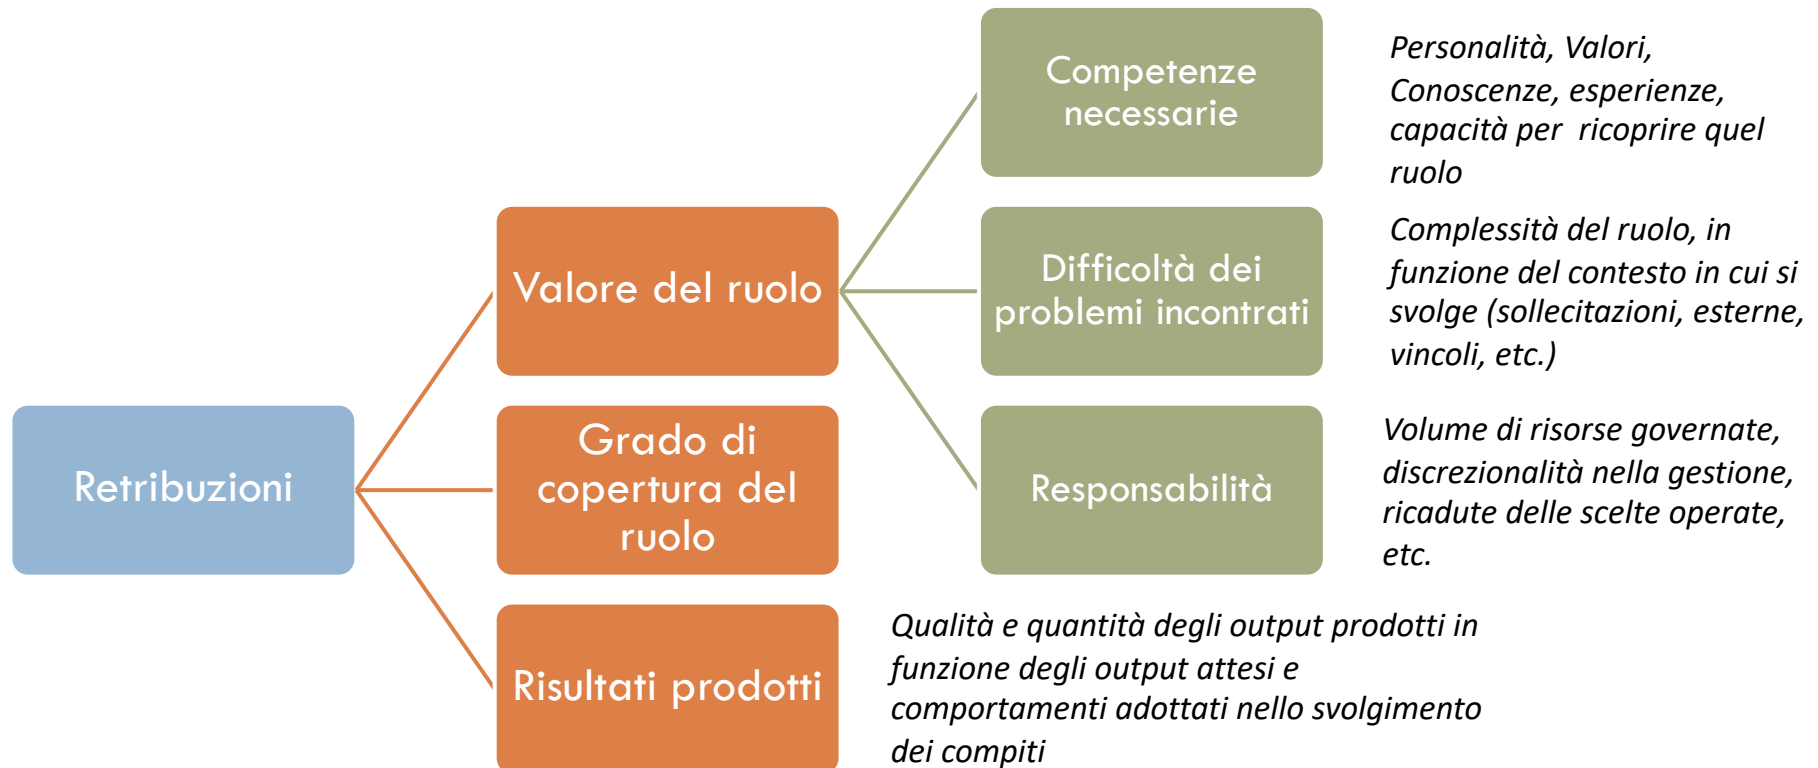 Competenze
necessarie
Personalità, Valori,
Conoscenze, esperienze,
capacità per  ricoprire quel
ruolo
Valore del ruolo
Difficoltà dei
problemi incontrati
Complessità del ruolo, in
funzione del contesto in cui si
svolge (sollecitazioni, esterne,
vincoli, etc.)
Retribuzioni
Grado di
copertura del
ruolo
Responsabilità
Volume di risorse governate,
discrezionalità nella gestione,
ricadute delle scelte operate,
etc.
Risultati prodotti
Qualità e quantità degli output prodotti in
funzione degli output attesi e
comportamenti adottati nello svolgimento
dei compiti